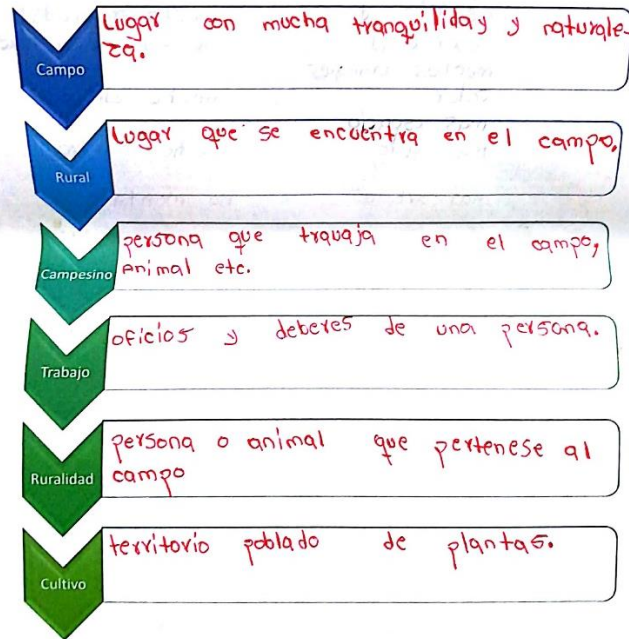 Campo
Lugar con mucha tranquiliday y naturale-
za.
Rural
Lugar que se encuentra en el campo.
Campesino
persona que travaja en el campo,
Animal etc.
Trabajo
oficios y deberes de una persona.
Ruralidad
persona o animal que pertenese al
campo
Cultivo
territorio poblado de plantas.